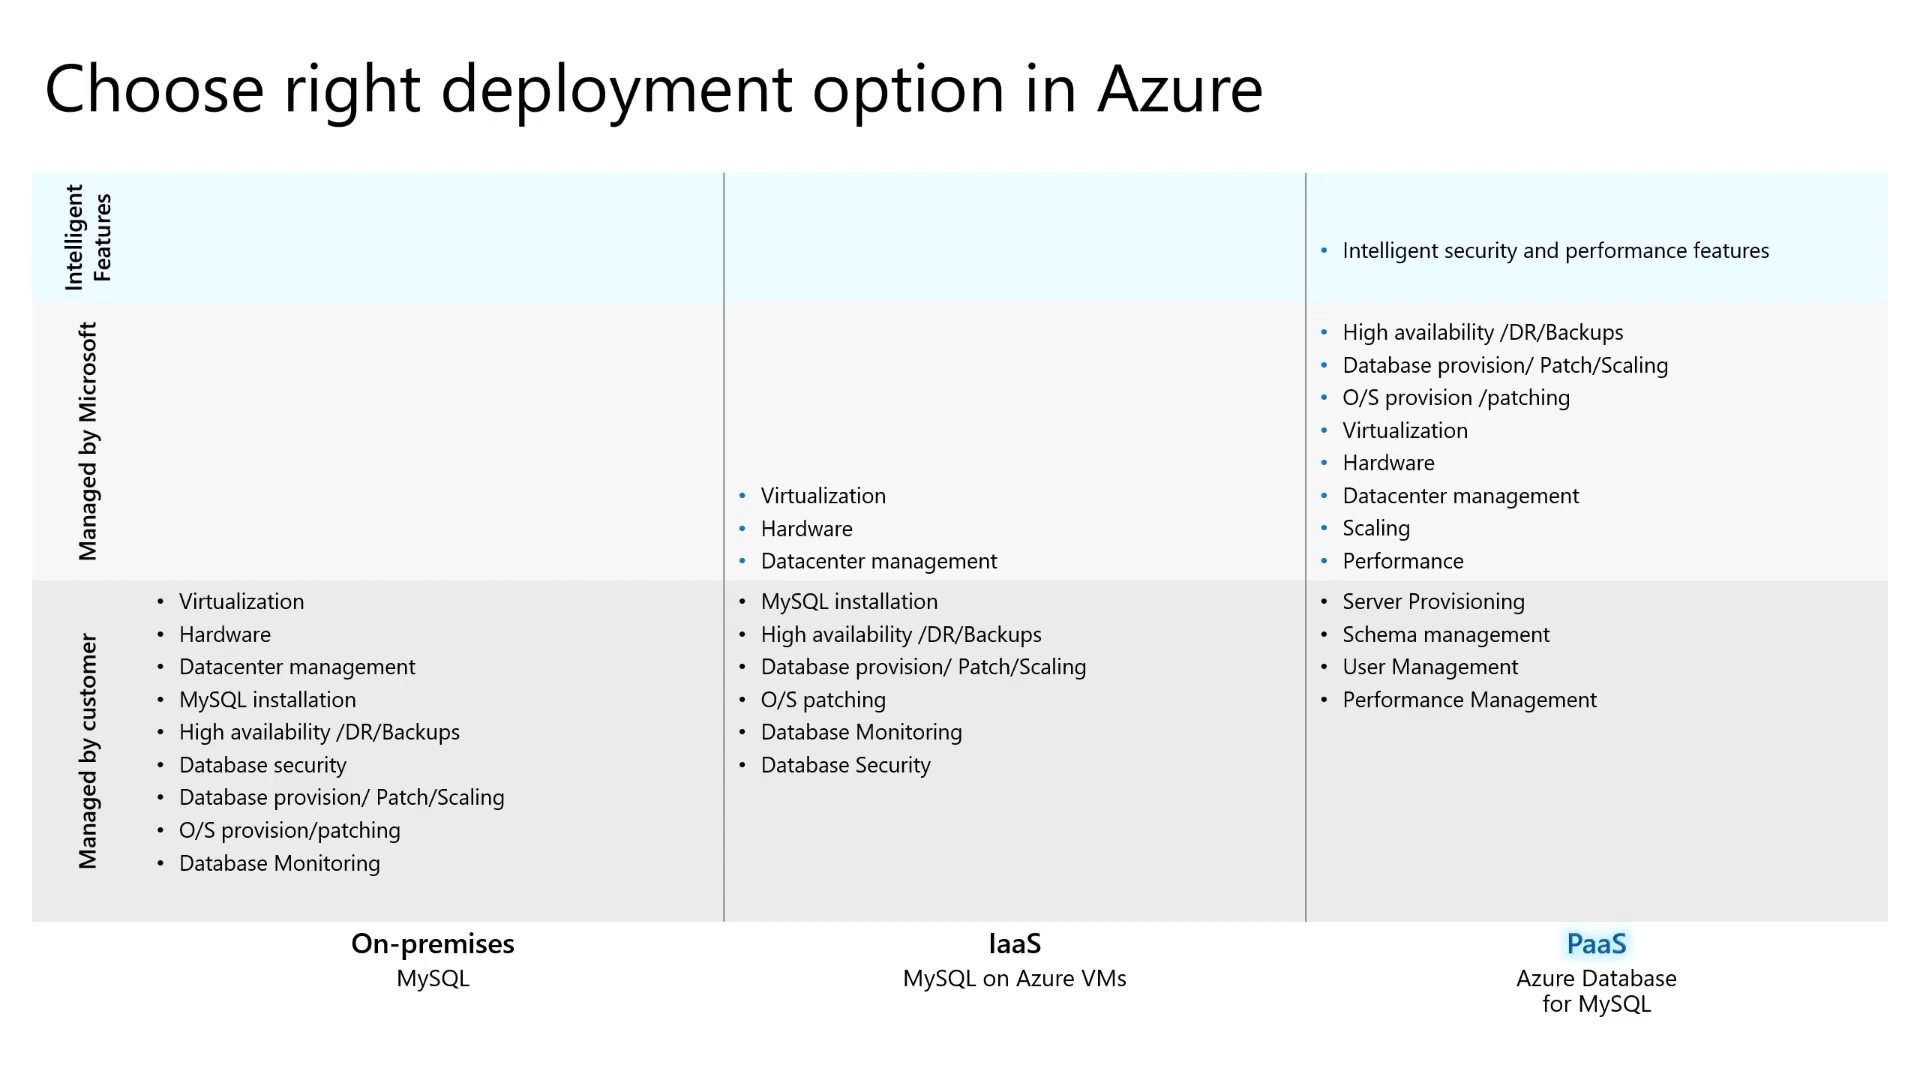 Choose right deployment option in Azure
Intelligent
Features
• Intelligent security and performance features
Managed by Microsoft
• Virtualization
• Hardware
• Datacenter management
• High availability /DR/Backups
• Database provision/ Patch/Scaling
• O/S provision /patching
• Virtualization
• Hardware
• Datacenter management
• Scaling
• Performance
Managed by customer
• Virtualization
• Hardware
• Datacenter management
• MySQL installation
• High availability /DR/Backups
• Database security
• Database provision/ Patch/Scaling
• O/S provision/patching
• Database Monitoring
• MySQL installation
• High availability /DR/Backups
• Database provision/ Patch/Scaling
• O/S patching
• Database Monitoring
• Database Security
• Server Provisioning
• Schema management
• User Management
• Performance Management
On-premises
MySQL
IaaS
MySQL on Azure VMs
PaaS
Azure Database
for MySQL